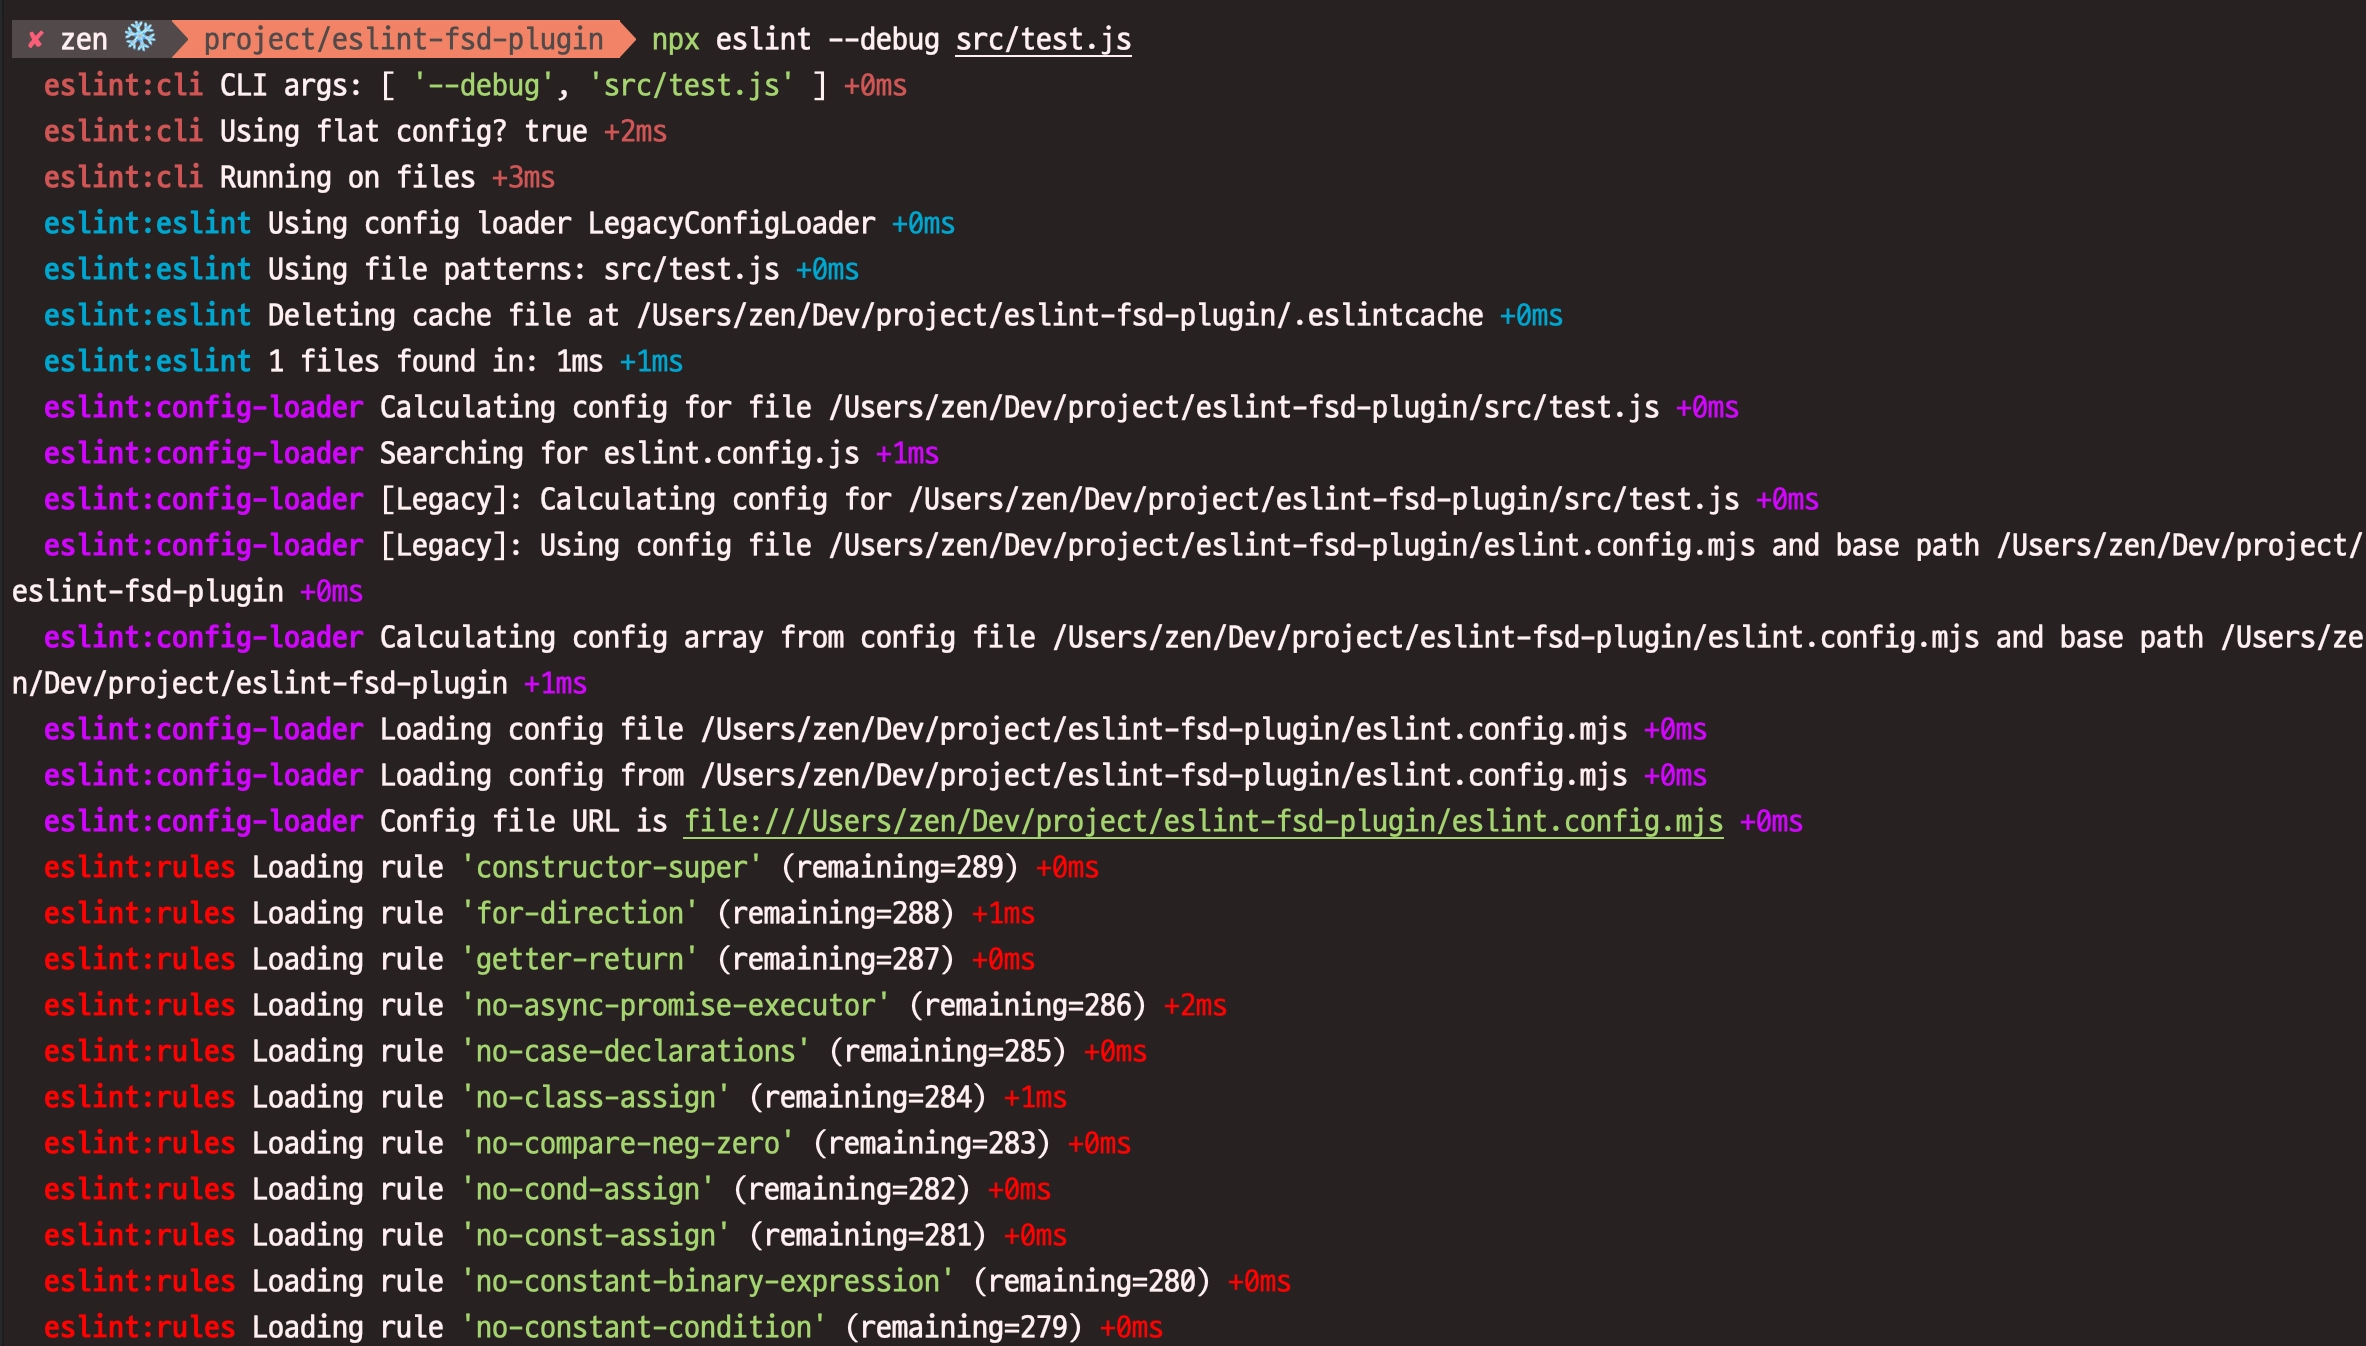 ✘ zen ❄️ project/eslint-fsd-plugin npx eslint --debug src/test.js
eslint:cli CLI args: [ '--debug', 'src/test.js' ] +0ms
eslint:cli Using flat config? true +2ms
eslint:cli Running on files +3ms
eslint:eslint Using config loader LegacyConfigLoader +0ms
eslint:eslint Using file patterns: src/test.js +0ms
eslint:eslint Deleting cache file at /Users/zen/Dev/project/eslint-fsd-plugin/.eslintcache +0ms
eslint:eslint 1 files found in: 1ms +1ms
eslint:config-loader Calculating config for file /Users/zen/Dev/project/eslint-fsd-plugin/src/test.js +0ms
eslint:config-loader Searching for eslint.config.js +1ms
eslint:config-loader [Legacy]: Calculating config for /Users/zen/Dev/project/eslint-fsd-plugin/src/test.js +0ms
eslint:config-loader [Legacy]: Using config file /Users/zen/Dev/project/eslint-fsd-plugin/eslint.config.mjs and base path /Users/zen/Dev/project/
eslint-fsd-plugin +0ms
eslint:config-loader Calculating config array from config file /Users/zen/Dev/project/eslint-fsd-plugin/eslint.config.mjs and base path /Users/ze
n/Dev/project/eslint-fsd-plugin +1ms
eslint:config-loader Loading config file /Users/zen/Dev/project/eslint-fsd-plugin/eslint.config.mjs +0ms
eslint:config-loader Loading config from /Users/zen/Dev/project/eslint-fsd-plugin/eslint.config.mjs +0ms
eslint:config-loader Config file URL is file:///Users/zen/Dev/project/eslint-fsd-plugin/eslint.config.mjs +0ms
eslint:rules Loading rule 'constructor-super' (remaining=289) +0ms
eslint:rules Loading rule 'for-direction' (remaining=288) +1ms
eslint:rules Loading rule 'getter-return' (remaining=287) +0ms
eslint:rules Loading rule 'no-async-promise-executor' (remaining=286) +2ms
eslint:rules Loading rule 'no-case-declarations' (remaining=285) +0ms
eslint:rules Loading rule 'no-class-assign' (remaining=284) +1ms
eslint:rules Loading rule 'no-compare-neg-zero' (remaining=283) +0ms
eslint:rules Loading rule 'no-cond-assign' (remaining=282) +0ms
eslint:rules Loading rule 'no-const-assign' (remaining=281) +0ms
eslint:rules Loading rule 'no-constant-binary-expression' (remaining=280) +0ms
eslint:rules Loading rule 'no-constant-condition' (remaining=279) +0ms